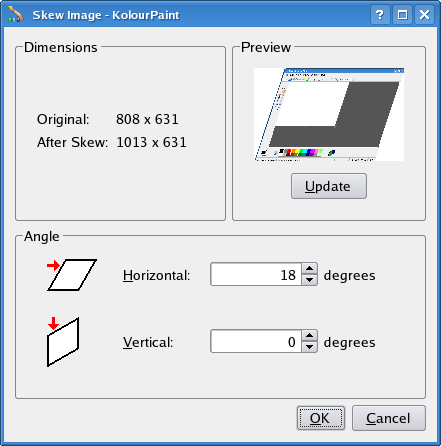 Skew Image - KolourPaint
Dimensions
Original: 808 x 631
After Skew: 1013 x 631
Preview
Update
Angle
Horizontal: 18 degrees
Vertical: 0 degrees
OK
Cancel